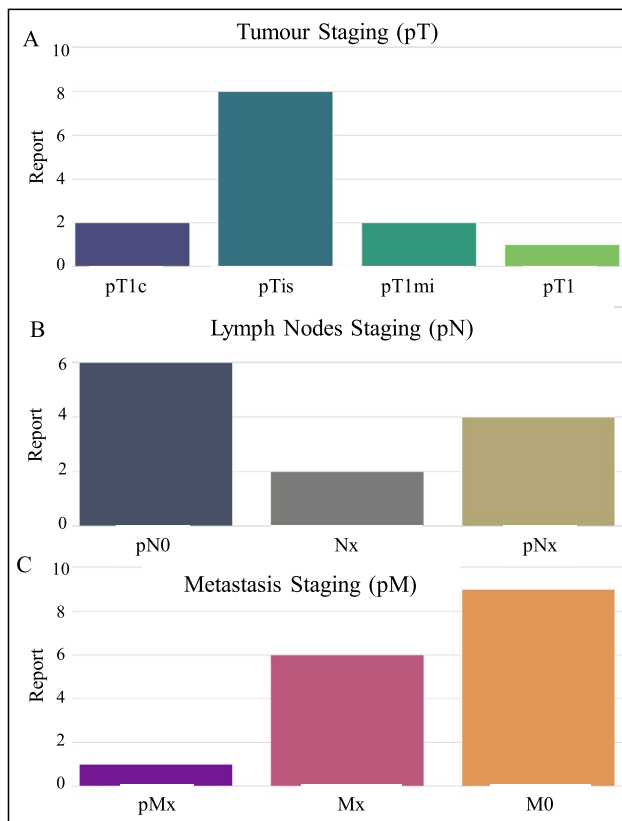 A
Tumour Staging (pT)
10
8
6
4
2
0
Report
pT1c pTis pT1mi pT1
B
Lymph Nodes Staging (pN)
6
4
2
0
Report
pN0 Nx pNx
C
Metastasis Staging (pM)
10
8
6
4
2
0
Report
pMx Mx M0